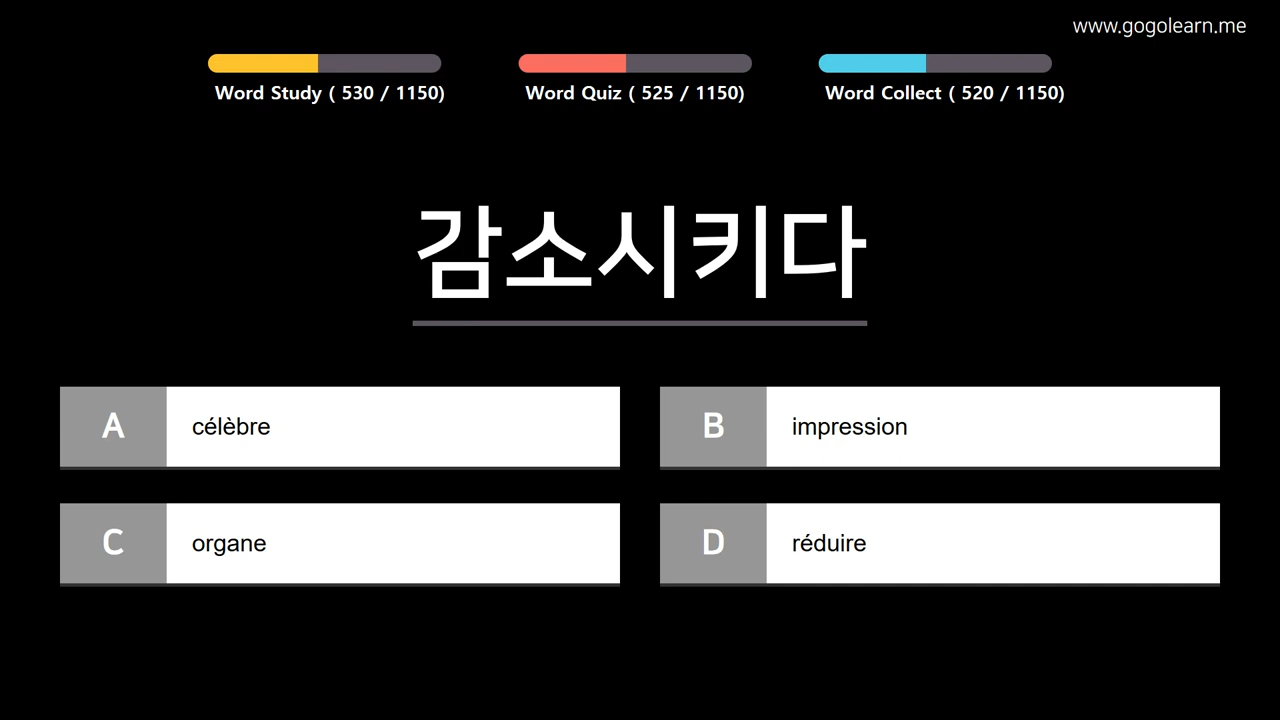 www.gogolearn.me
Word Study ( 530 / 1150)
Word Quiz ( 525 / 1150)
Word Collect ( 520 / 1150)
감소시키다
A
célèbre
B
impression
C
organe
D
réduire